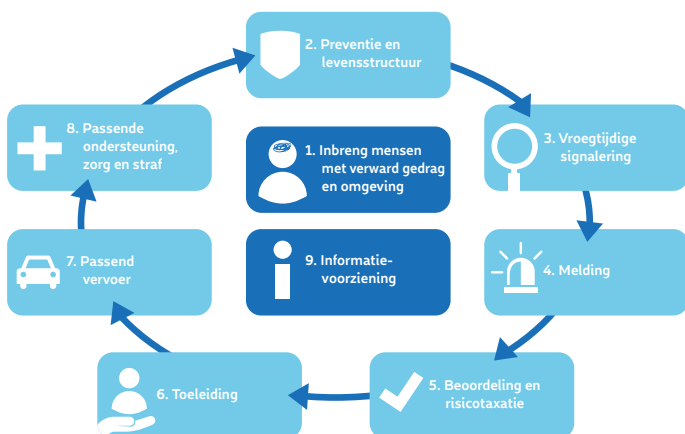 2. Preventie en
levensstructuur
8. Passende
ondersteuning,
zorg en straf
1. Inbreng mensen
met verward gedrag
en omgeving
3. Vroegtijdige
signalering
7. Passend
vervoer
9. Informatie-
voorziening
4. Melding
6. Toeleiding
5. Beoordeling en
risicotaxatie